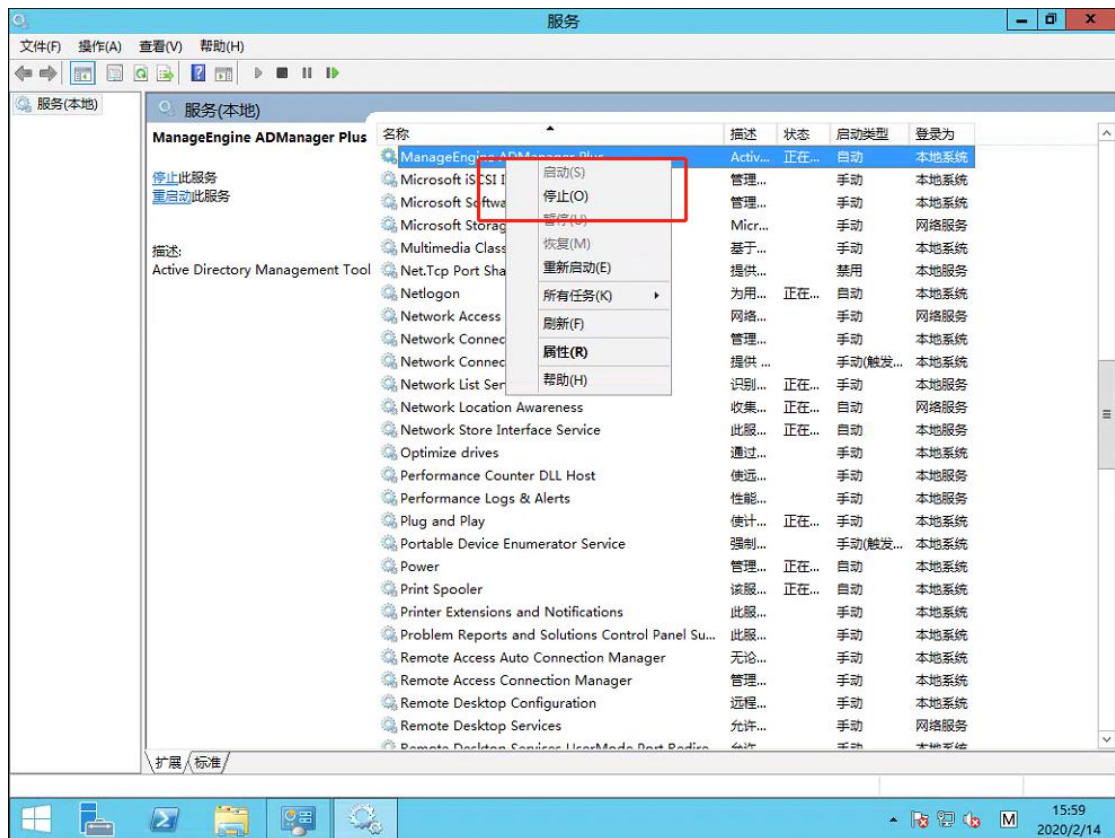 服务
文件(F) 操作(A) 查看(V) 帮助(H)
服务(本地)
服务(本地)
ManageEngine ADManager Plus
停止此服务
重启动此服务
描述:
Active Directory Management Tool
名称 描述 状态 启动类型 登录为
ManageEngine ADManager Plus Activ... 正在... 自动 本地系统
Microsoft iSCSI I 管理... 手动 本地系统
Microsoft Softwa 管理... 手动 本地系统
Microsoft Storag Micr... 手动 网络服务
Multimedia Class 基于... 手动 本地系统
Net.Tcp Port Sha 提供... 禁用 本地服务
Netlogon 为用... 正在... 自动 本地系统
Network Access 网络... 手动 网络服务
Network Connec 管理... 手动 本地系统
Network Connec 提供 ... 手动(触发... 本地系统
Network List Ser 识别... 正在... 手动 本地服务
Network Location Awareness 收集... 正在... 自动 网络服务
Network Store Interface Service 此服... 正在... 自动 本地服务
Optimize drives 通过... 手动 本地系统
Performance Counter DLL Host 使远... 手动 本地服务
Performance Logs & Alerts 性能... 手动 本地服务
Plug and Play 使计... 正在... 手动 本地系统
Portable Device Enumerator Service 强制... 手动(触发... 本地系统
Power 管理... 正在... 自动 本地系统
Print Spooler 该服... 正在... 自动 本地系统
Printer Extensions and Notifications 此服... 手动 本地系统
Problem Reports and Solutions Control Panel Su... 此服... 手动 本地系统
Remote Access Auto Connection Manager 无论... 手动 本地系统
Remote Access Connection Manager 管理... 手动 本地系统
Remote Desktop Configuration 远程... 手动 本地系统
Remote Desktop Services 允许... 手动 网络服务
Remote Desktop Services UserMode Port Redire 允许 手动 本地系统
启动(S)
停止(O)
暂停(U)
恢复(M)
重新启动(E)
所有任务(K)
刷新(F)
属性(R)
帮助(H)
扩展 标准
M
15:59
2020/2/14